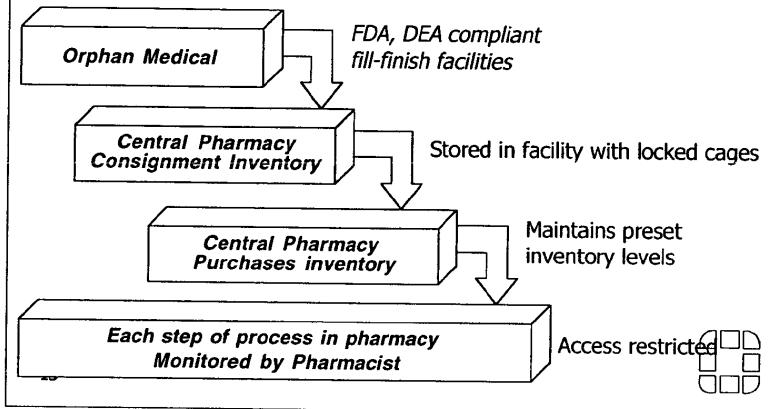 Orphan Medical
FDA, DEA compliant
fill-finish facilities
Central Pharmacy
Consignment Inventory
Stored in facility with locked cages
Central Pharmacy
Purchases inventory
Maintains preset
inventory levels
Each step of process in pharmacy
Monitored by Pharmacist
Access restricted